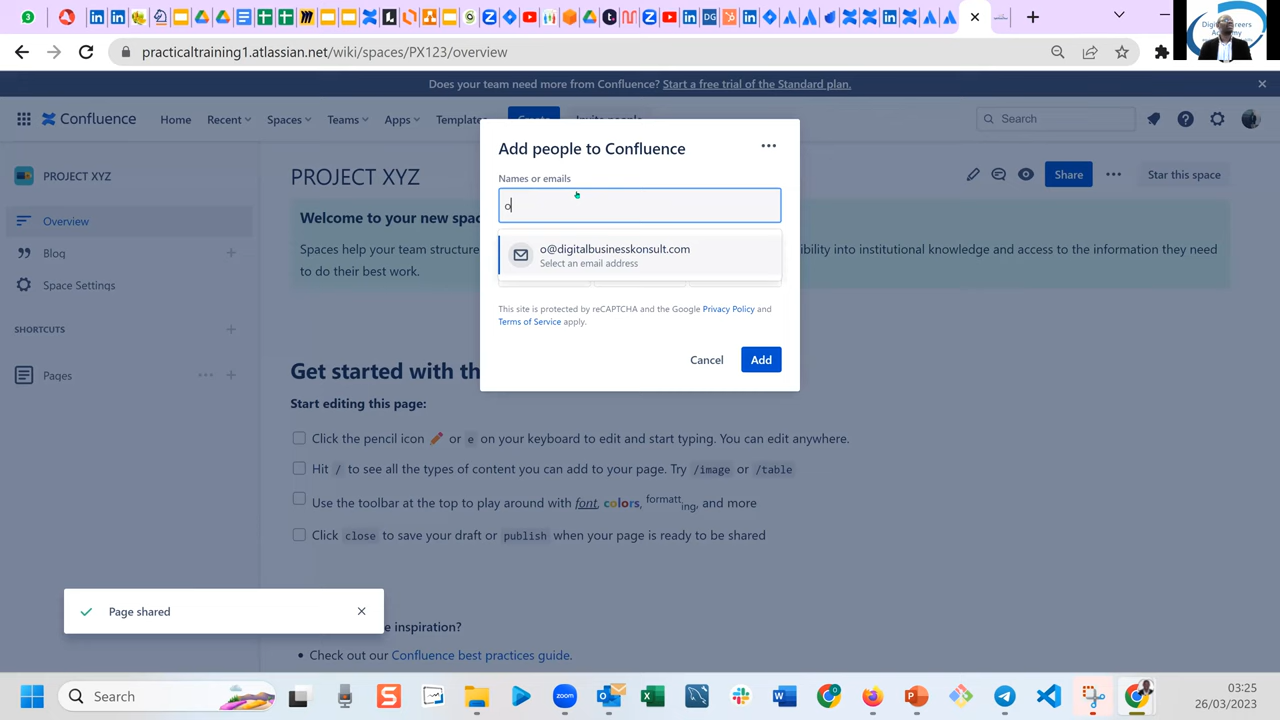 practicaltraining1.atlassian.net/wiki/spaces/PX123/overview
Does your team need more from Confluence? Start a free trial of the Standard plan.
Confluence
Home
Recent
Spaces
Teams
Apps
Search
PROJECT XYZ
Overview
Blog
Space Settings
SHORTCUTS
Pages
PROJECT XYZ
Share
Star this space
Welcome to your new spac
Spaces help your team structure
ibility into institutional knowledge and access to the information they need
to do their best work.
Add people to Confluence
Names or emails
o
o@digitalbusinesskonsult.com
Select an email address
This site is protected by reCAPTCHA and the Google Privacy Policy and
Terms of Service apply.
Cancel
Add
Get started with th
Start editing this page:
Click the pencil icon or e on your keyboard to edit and start typing. You can edit anywhere.
Hit / to see all the types of content you can add to your page. Try /image or /table
Use the toolbar at the top to play around with font, colors, formatting, and more
Click close to save your draft or publish when your page is ready to be shared
e inspiration?
Check out our Confluence best practices guide.
Page shared
Search
03:25
26/03/2023